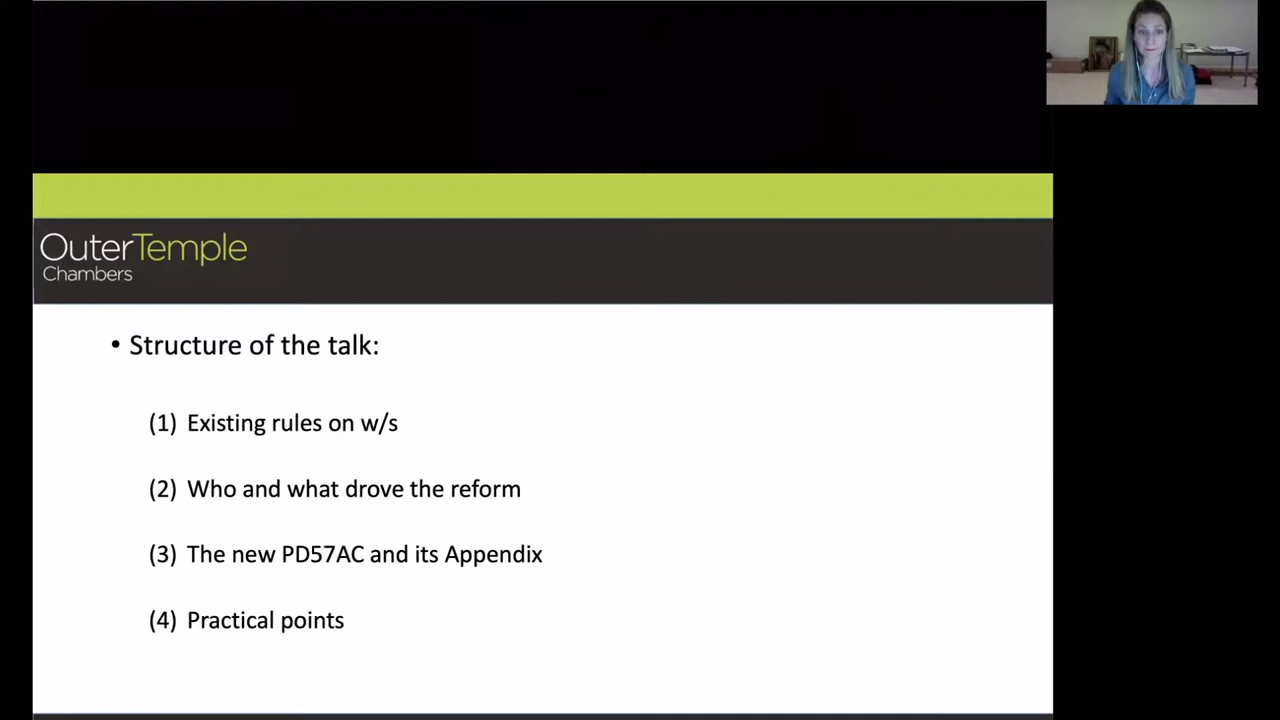 OuterTemple
Chambers
• Structure of the talk:
(1) Existing rules on w/s
(2) Who and what drove the reform
(3) The new PD57AC and its Appendix
(4) Practical points